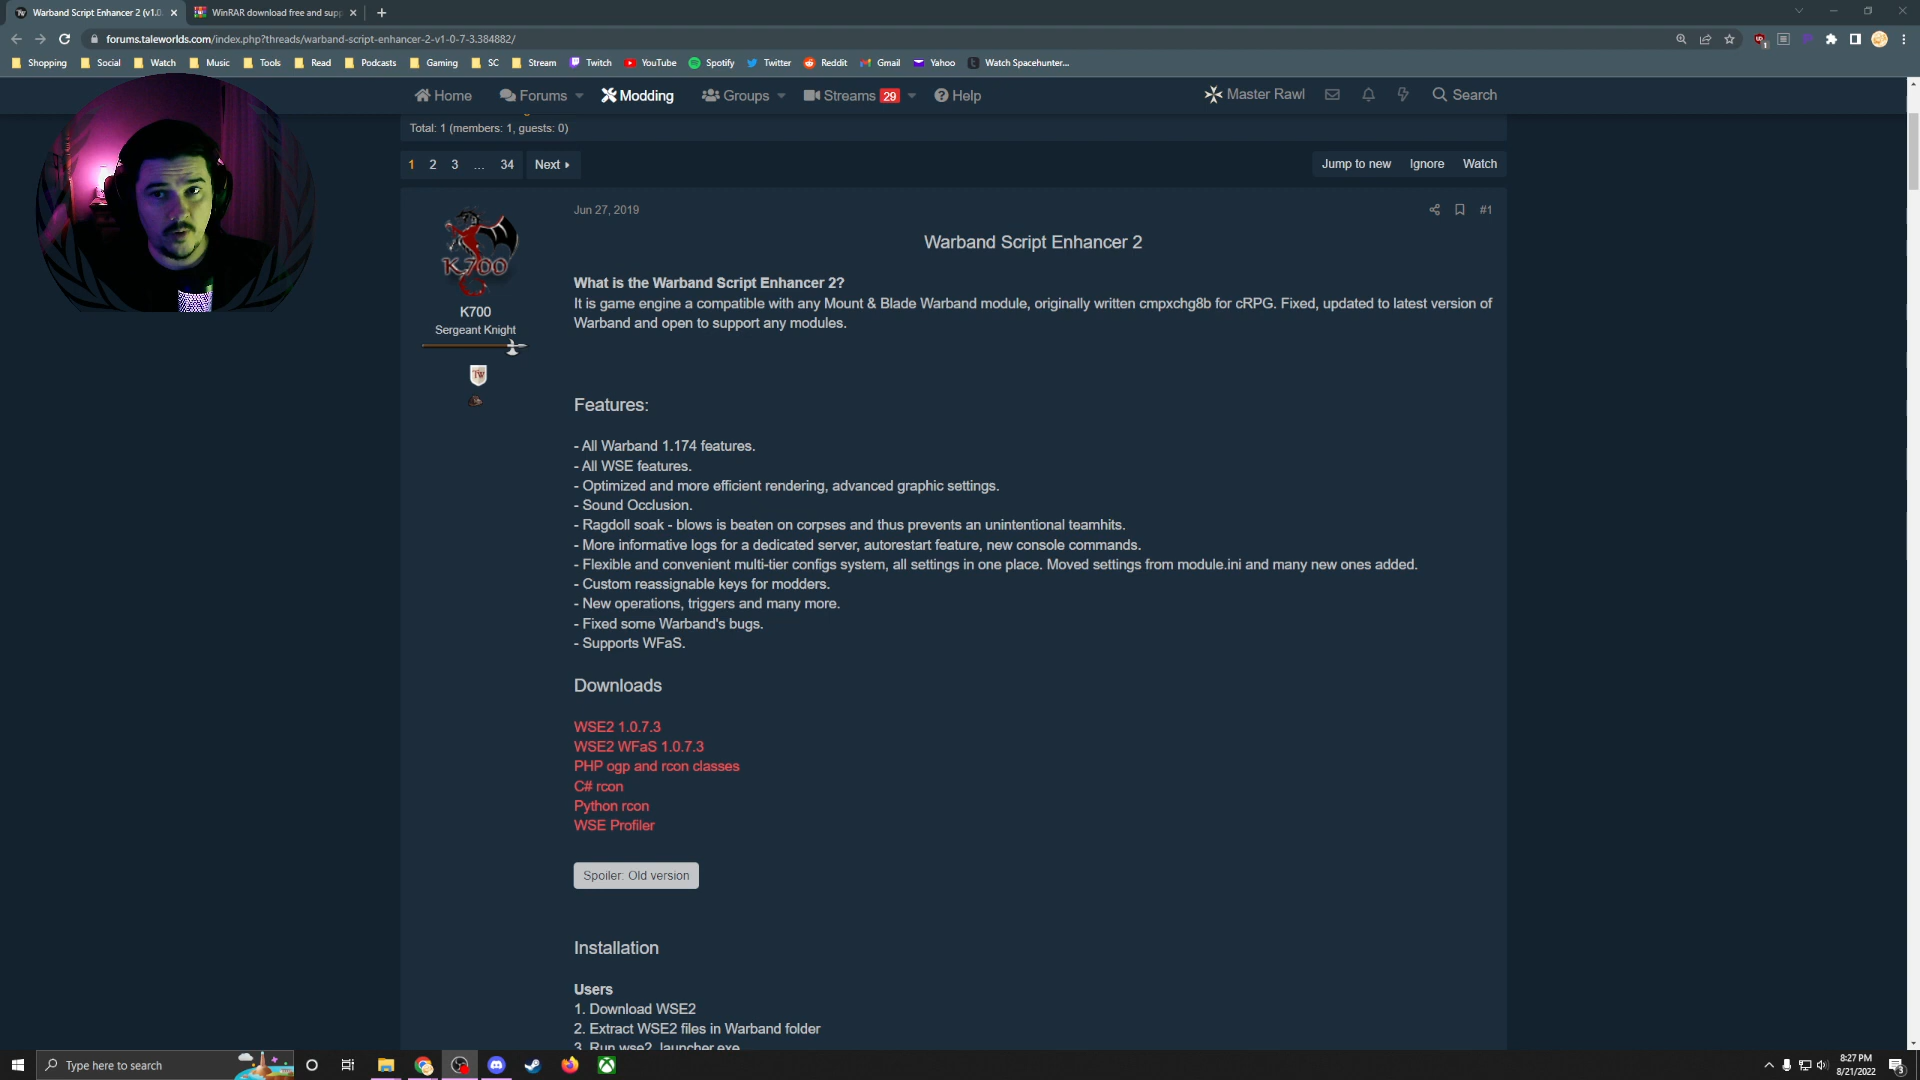 Warband Script Enhancer 2 (v1.0.
WinRAR download free and supp
forums.taleworlds.com/index.php?threads/warband-script-enhancer-2-v1-0-7-3.384882/
Shopping
Social
Watch
Music
Tools
Read
Podcasts
Gaming
SC
Stream
Twitch
YouTube
Spotify
Twitter
Reddit
Gmail
Yahoo
Watch Spacehunter...
Home
Forums
Modding
Groups
Streams 29
Help
Master Rawl
Search
Total: 1 (members: 1, guests: 0)
1 2 3 ... 34 Next
Jump to new Ignore Watch
Jun 27, 2019
#1
K700
K700
Sergeant Knight
TW
Warband Script Enhancer 2
What is the Warband Script Enhancer 2?
It is game engine a compatible with any Mount & Blade Warband module, originally written cmpxchg8b for cRPG. Fixed, updated to latest version of
Warband and open to support any modules.
Features:
- All Warband 1.174 features.
- All WSE features.
- Optimized and more efficient rendering, advanced graphic settings.
- Sound Occlusion.
- Ragdoll soak - blows is beaten on corpses and thus prevents an unintentional teamhits.
- More informative logs for a dedicated server, autorestart feature, new console commands.
- Flexible and convenient multi-tier configs system, all settings in one place. Moved settings from module.ini and many new ones added.
- Custom reassignable keys for modders.
- New operations, triggers and many more.
- Fixed some Warband's bugs.
- Supports WFaS.
Downloads
WSE2 1.0.7.3
WSE2 WFaS 1.0.7.3
PHP ogp and rcon classes
C# rcon
Python rcon
WSE Profiler
Spoiler: Old version
Installation
Users
1. Download WSE2
2. Extract WSE2 files in Warband folder
3. Run wse2_launcher.exe
Type here to search
8:27 PM
8/21/2022
3